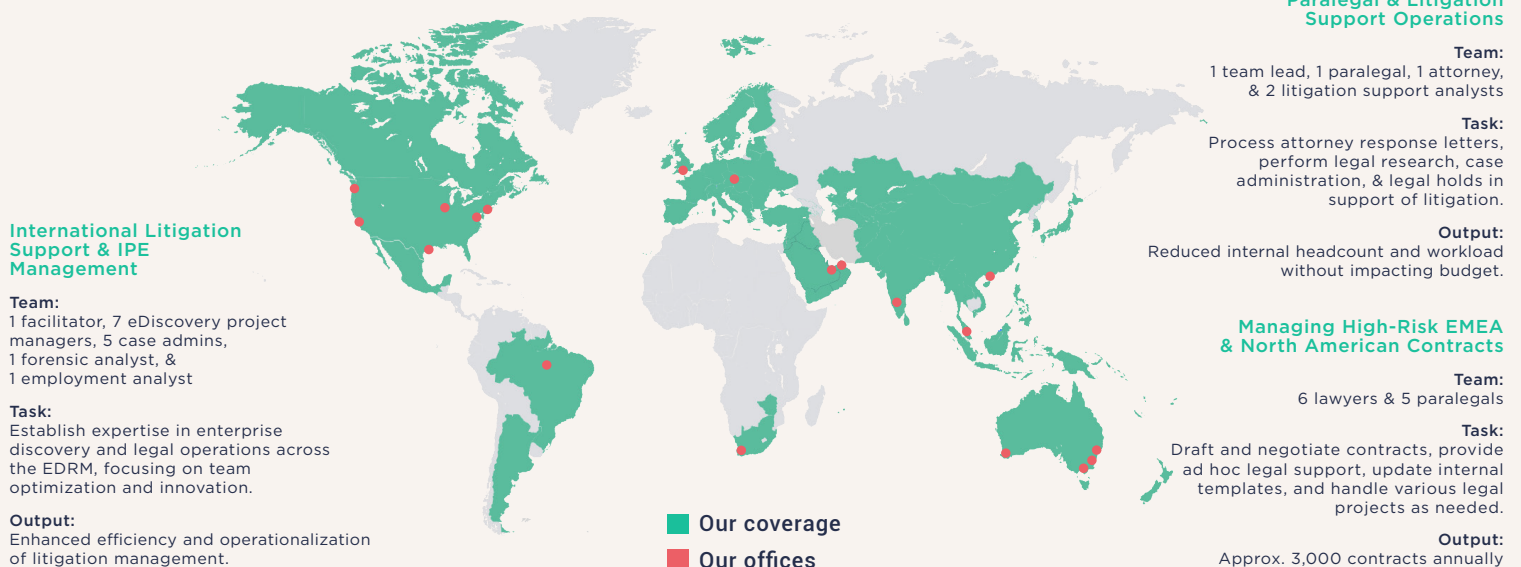 International Litigation
Support & IPE
Management
Team:
1 facilitator, 7 eDiscovery project
managers, 5 case admins,
1 forensic analyst, &
1 employment analyst
Task:
Establish expertise in enterprise
discovery and legal operations across
the EDRM, focusing on team
optimization and innovation.
Output:
Enhanced efficiency and operationalization
of litigation management.
Our coverage
Our offices
Paralegal & Litigation
Support Operations
Team:
1 team lead, 1 paralegal, 1 attorney,
& 2 litigation support analysts
Task:
Process attorney response letters,
perform legal research, case
administration, & legal holds in
support of litigation.
Output:
Reduced internal headcount and workload
without impacting budget.
Managing High-Risk EMEA
& North American Contracts
Team:
6 lawyers & 5 paralegals
Task:
Draft and negotiate contracts, provide
ad hoc legal support, update internal
templates, and handle various legal
projects as needed.
Output:
Approx. 3,000 contracts annually